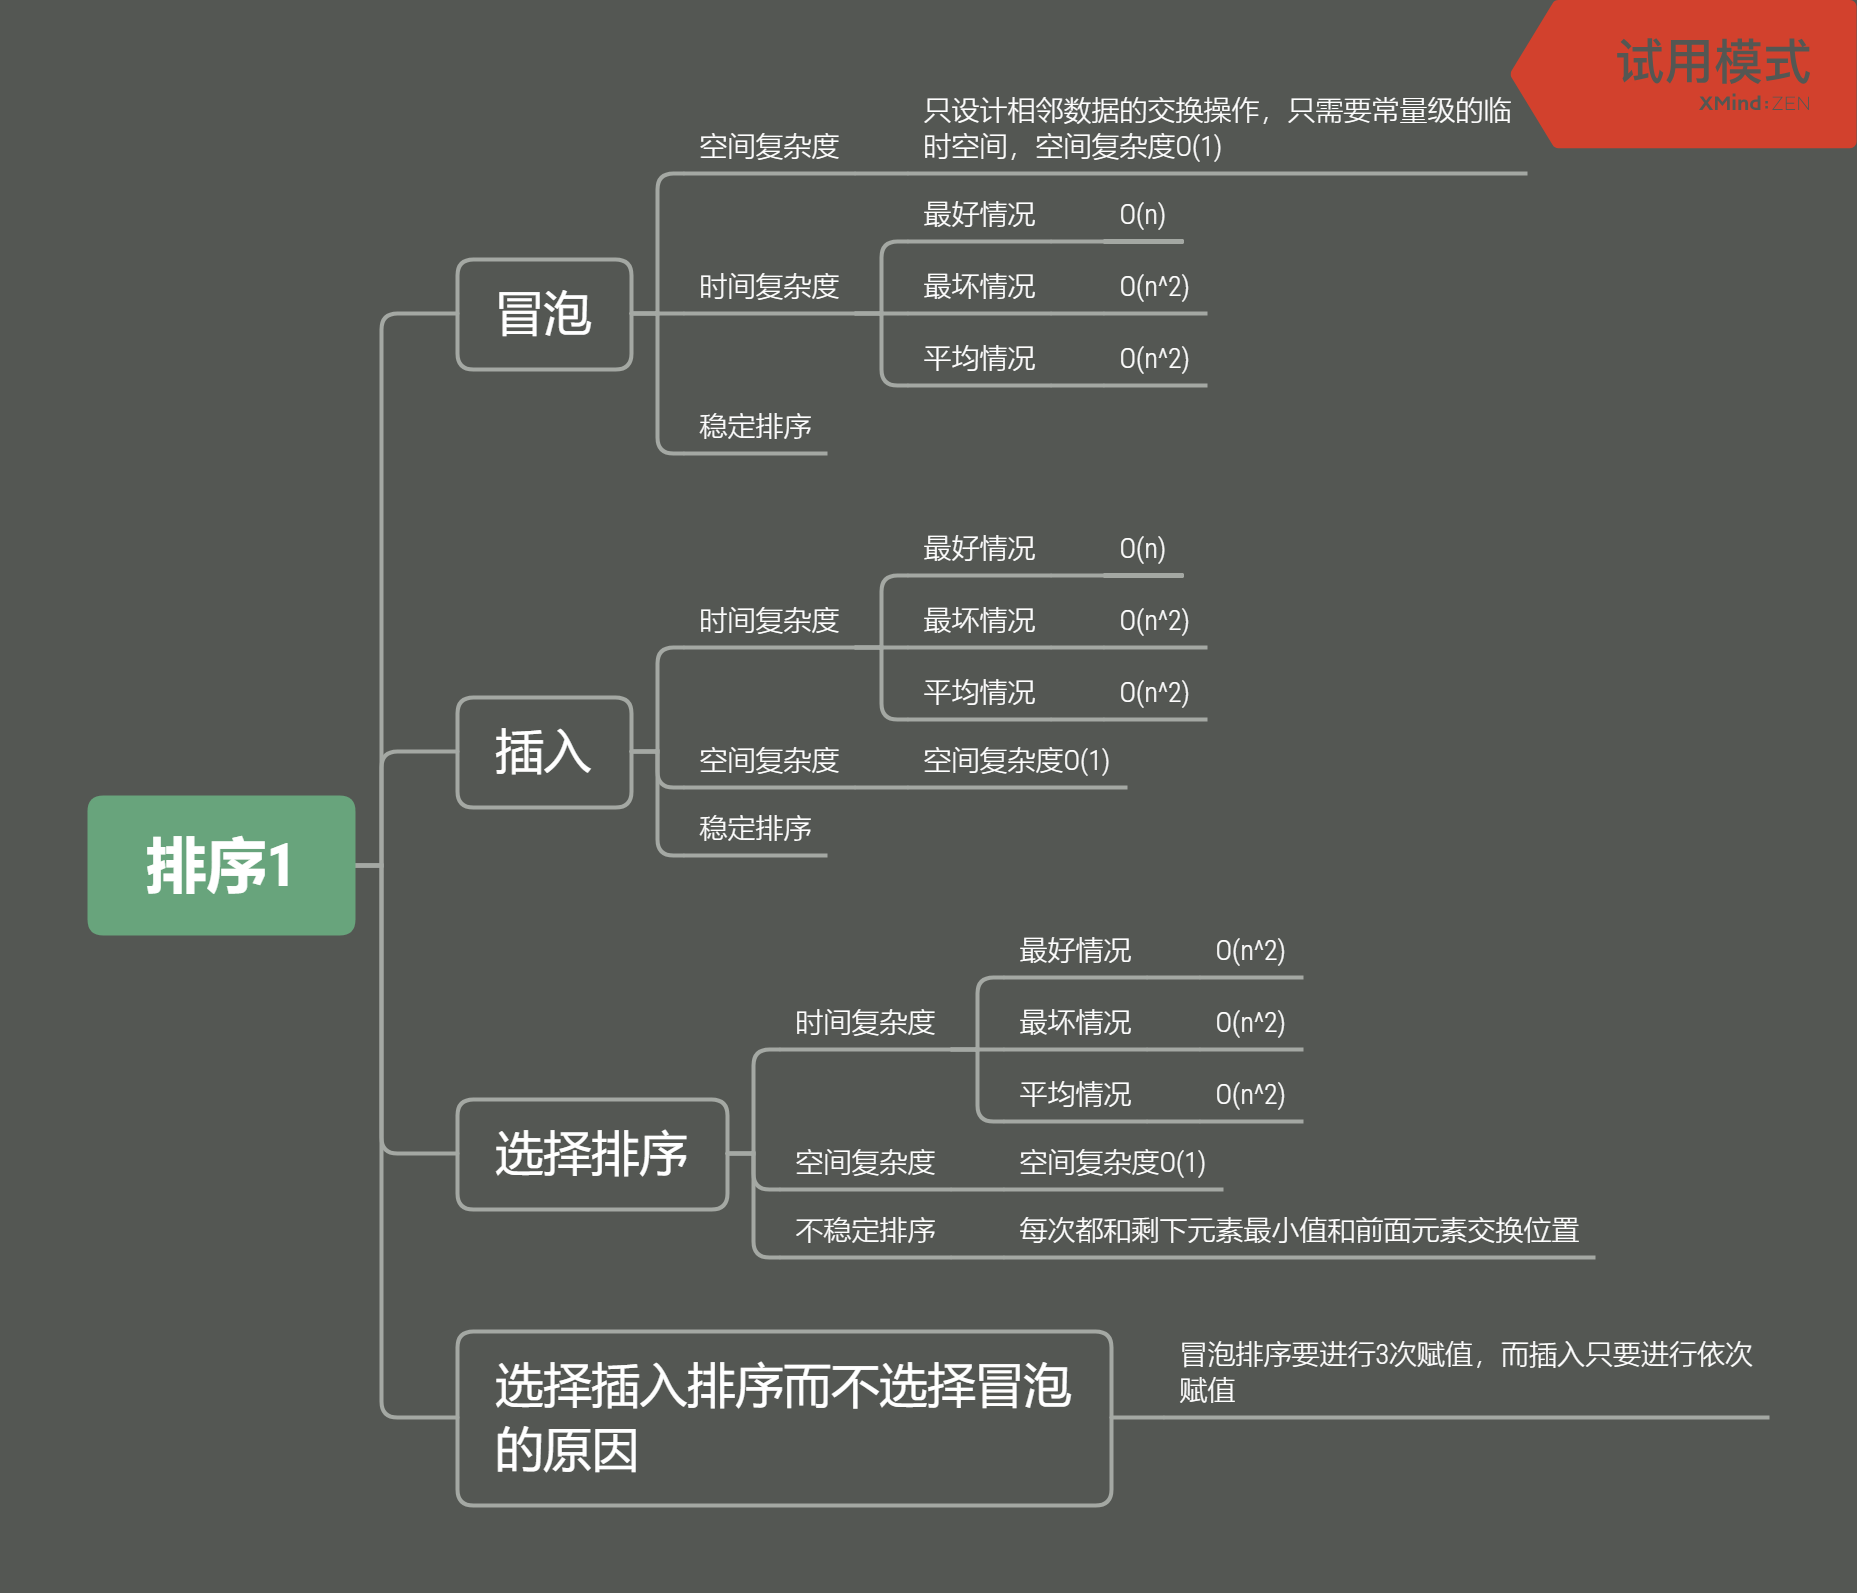 试用模式
XMind:ZEN
排序1
冒泡
空间复杂度
只设计相邻数据的交换操作，只需要常量级的临
时空间，空间复杂度O(1)
时间复杂度
最好情况 O(n)
最坏情况 O(n^2)
平均情况 O(n^2)
稳定排序
插入
时间复杂度
最好情况 O(n)
最坏情况 O(n^2)
平均情况 O(n^2)
空间复杂度 空间复杂度O(1)
稳定排序
选择排序
时间复杂度
最好情况 O(n^2)
最坏情况 O(n^2)
平均情况 O(n^2)
空间复杂度 空间复杂度O(1)
不稳定排序 每次都和剩下元素最小值和前面元素交换位置
选择插入排序而不选择冒泡
的原因
冒泡排序要进行3次赋值，而插入只要进行依次
赋值